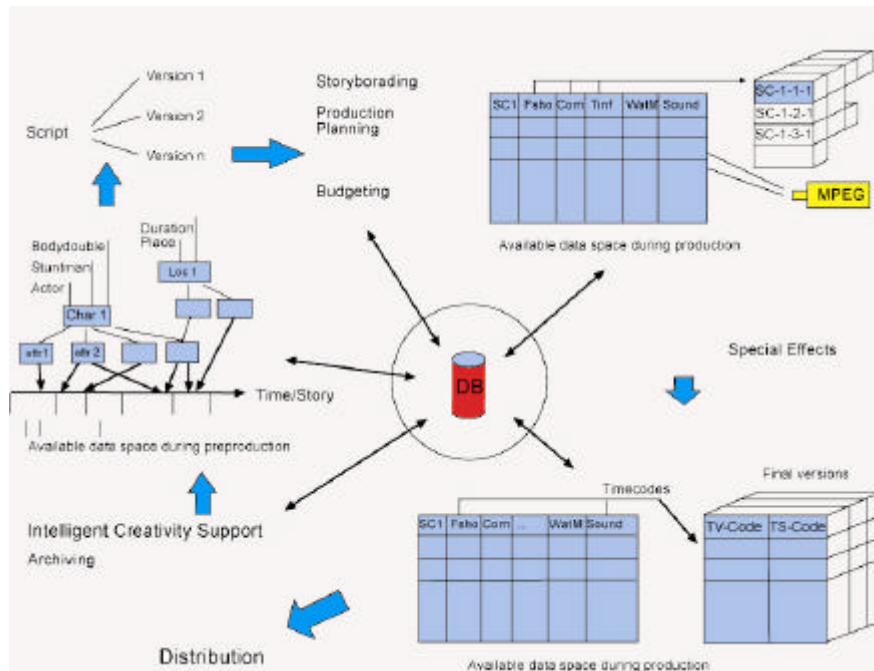 Version 1
Script
Version 2
Version n
Storyborading
Production
Planning
Budgeting
SC1 Fsho Com Tinf WatM Sound
SC-1-1-1
SC-1-2-1
SC-1-3-1
MPEG
Available data space during production
Bodydouble
Stuntman
Actor
Duration
Place
Loc 1
Char 1
attr1
attr 2
Time/Story
Available data space during preproduction
DB
Special Effects
Intelligent Creativity Support
Archiving
Distribution
Timecodes
SC1 Fsho Com ... WatM Sound
Final versions
TV-Code TS-Code
Available data space during production